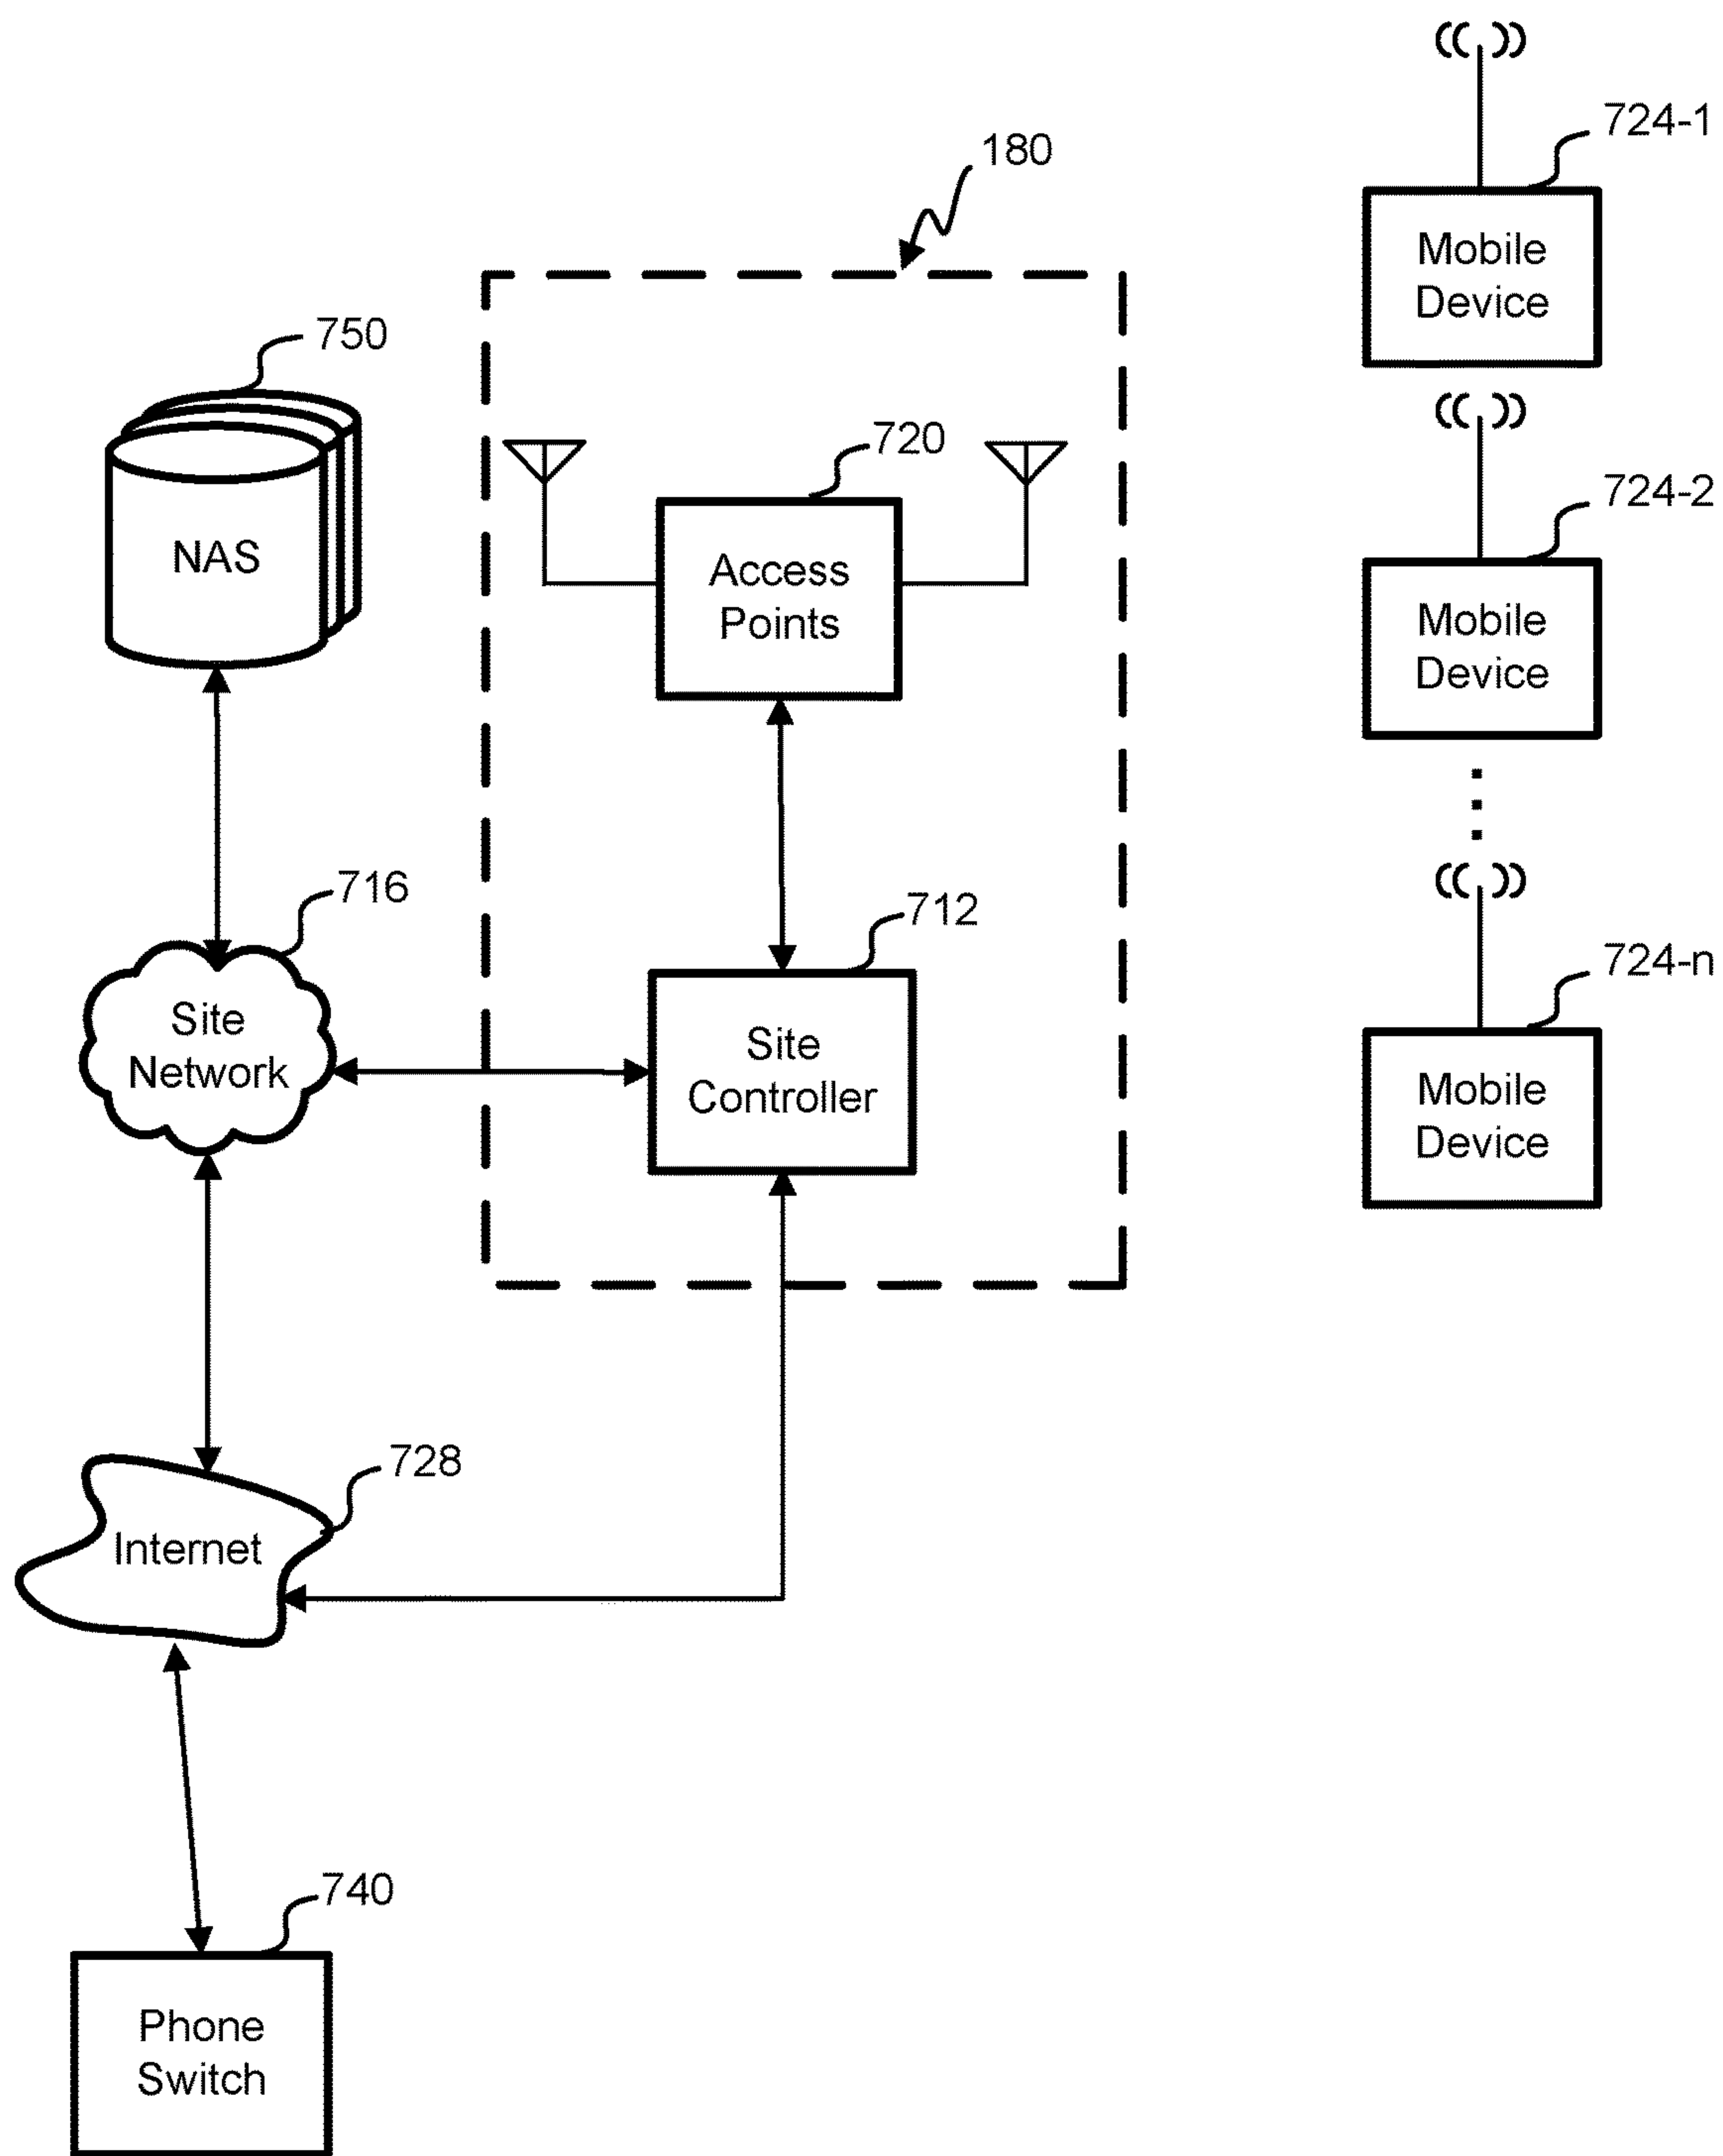 724-1
Mobile
Device
180
750
NAS
720
Access
Points
724-2
Mobile
Device
716
Site
Network
712
Site
Controller
724-n
Mobile
Device
728
Internet
740
Phone
Switch